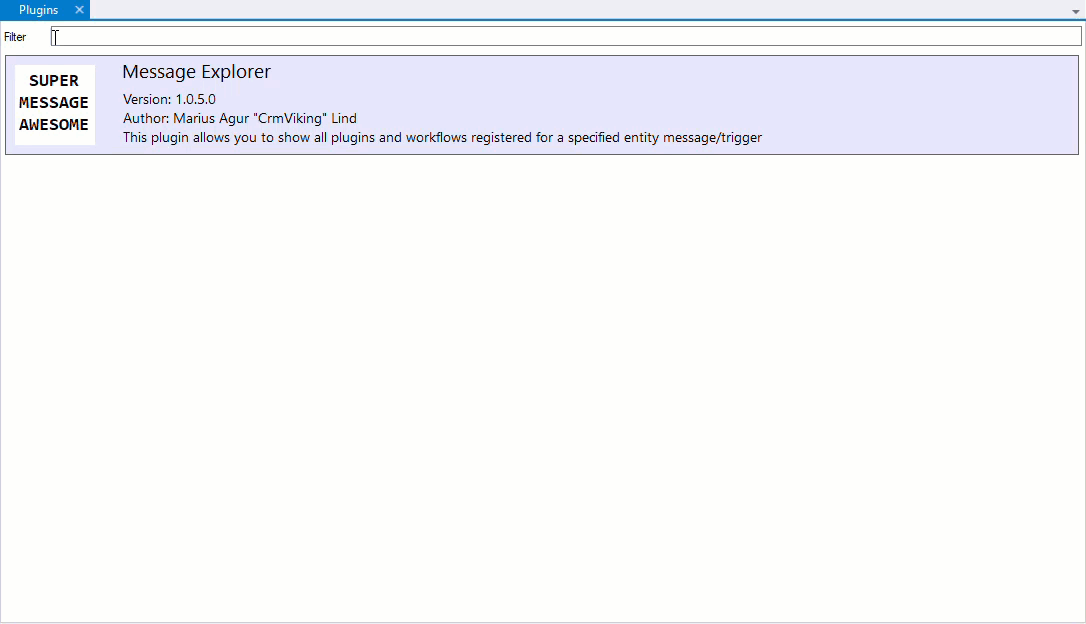 Plugins
Filter
SUPER
MESSAGE
AWESOME
Message Explorer
Version: 1.0.5.0
Author: Marius Agur "CrmViking" Lind
This plugin allows you to show all plugins and workflows registered for a specified entity message/trigger